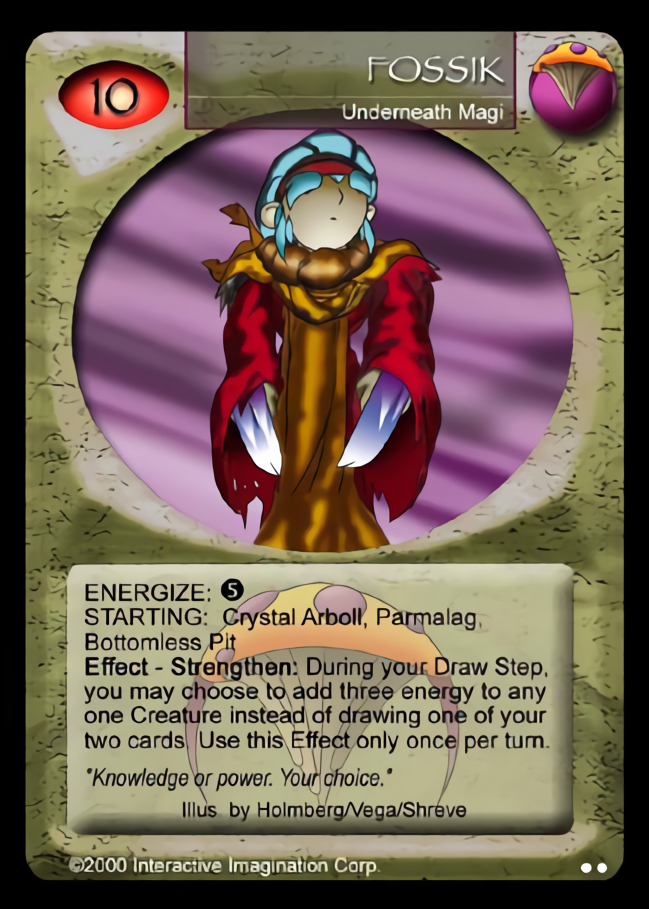 10
FOSSIK
Underneath Magi
ENERGIZE: 5
STARTING: Crystal Arboll, Parmalag,
Bottomless Pit
Effect - Strengthen: During your Draw Step,
you may choose to add three energy to any
one Creature instead of drawing one of your
two cards. Use this Effect only once per turn.
"Knowledge or power. Your choice."
Illus. by Holmberg/Vega/Shreve
©2000 Interactive Imagination Corp.